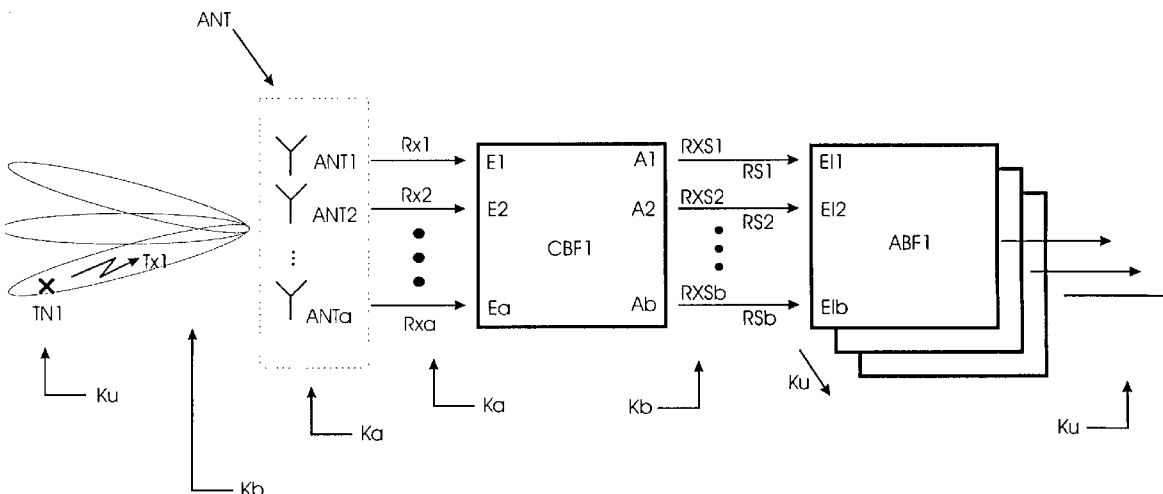 ANT
ANT1
ANT2
ANTa
Tx1
TN1
Ku
Kb
Ka
Rx1
Rx2
Rxa
Ka
E1
E2
Ea
CBF1
A1
A2
Ab
RXS1
RS1
RXS2
RS2
RXSb
RSb
Kb
EI1
EI2
EIb
ABF1
Ku
Ku